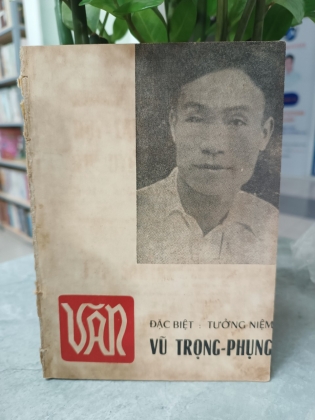 VĂN
ĐẶC BIỆT - TƯỞNG NIỆM
VŨ TRỌNG-PHỤNG